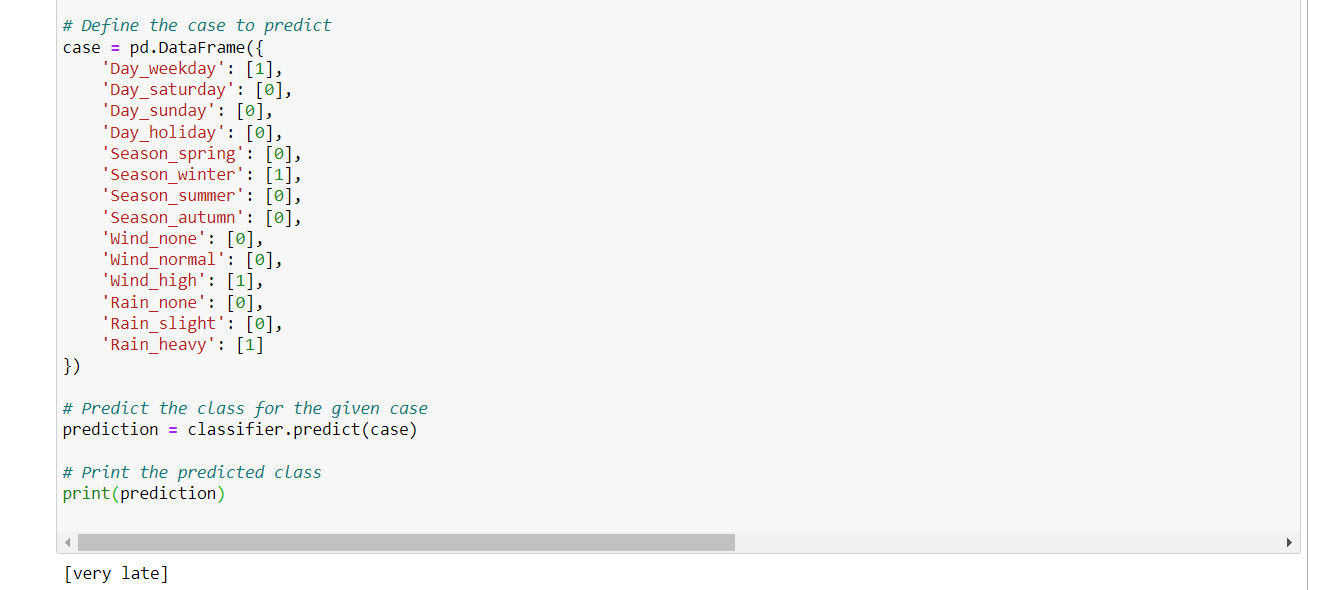 # Define the case to predict
case = pd.DataFrame({
    'Day_weekday': [1],
    'Day_saturday': [0],
    'Day_sunday': [0],
    'Day_holiday': [0],
    'Season_spring': [0],
    'Season_winter': [1],
    'Season_summer': [0],
    'Season_autumn': [0],
    'Wind_none': [0],
    'Wind_normal': [0],
    'Wind_high': [1],
    'Rain_none': [0],
    'Rain_slight': [0],
    'Rain_heavy': [1]
})
# Predict the class for the given case
prediction = classifier.predict(case)
# Print the predicted class
print(prediction)
[very late]